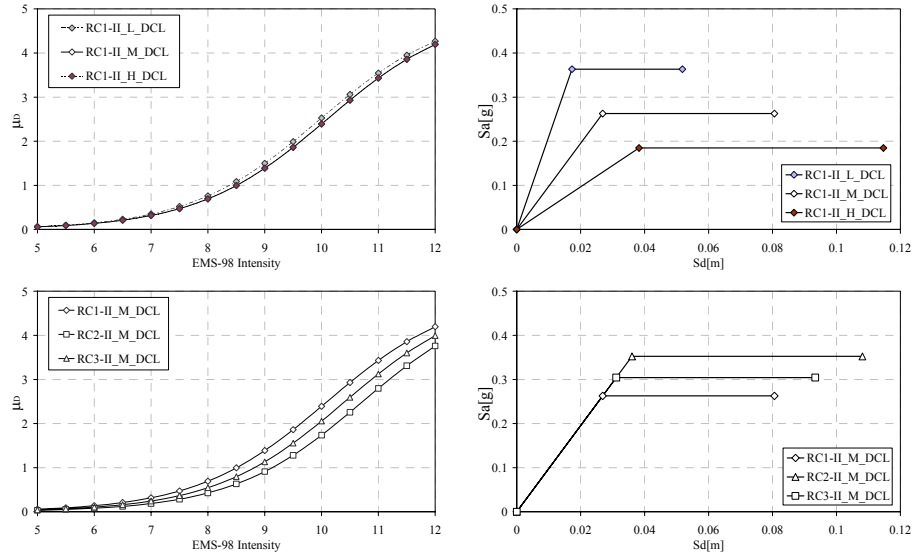 5
4
3
2
1
0
μD
RC1-II_L_DCL
RC1-II_M_DCL
RC1-II_H_DCL
5 6 7 8 9 10 11 12
EMS-98 Intensity
0.5
0.4
0.3
0.2
0.1
0
Sa[g]
RC1-II_L_DCL
RC1-II_M_DCL
RC1-II_H_DCL
0 0.02 0.04 0.06 0.08 0.1 0.12
Sd[m]
5
4
3
2
1
0
μD
RC1-II_M_DCL
RC2-II_M_DCL
RC3-II_M_DCL
5 6 7 8 9 10 11 12
EMS-98 Intensity
0.5
0.4
0.3
0.2
0.1
0
Sa[g]
RC1-II_M_DCL
RC2-II_M_DCL
RC3-II_M_DCL
0 0.02 0.04 0.06 0.08 0.1 0.12
Sd[m]